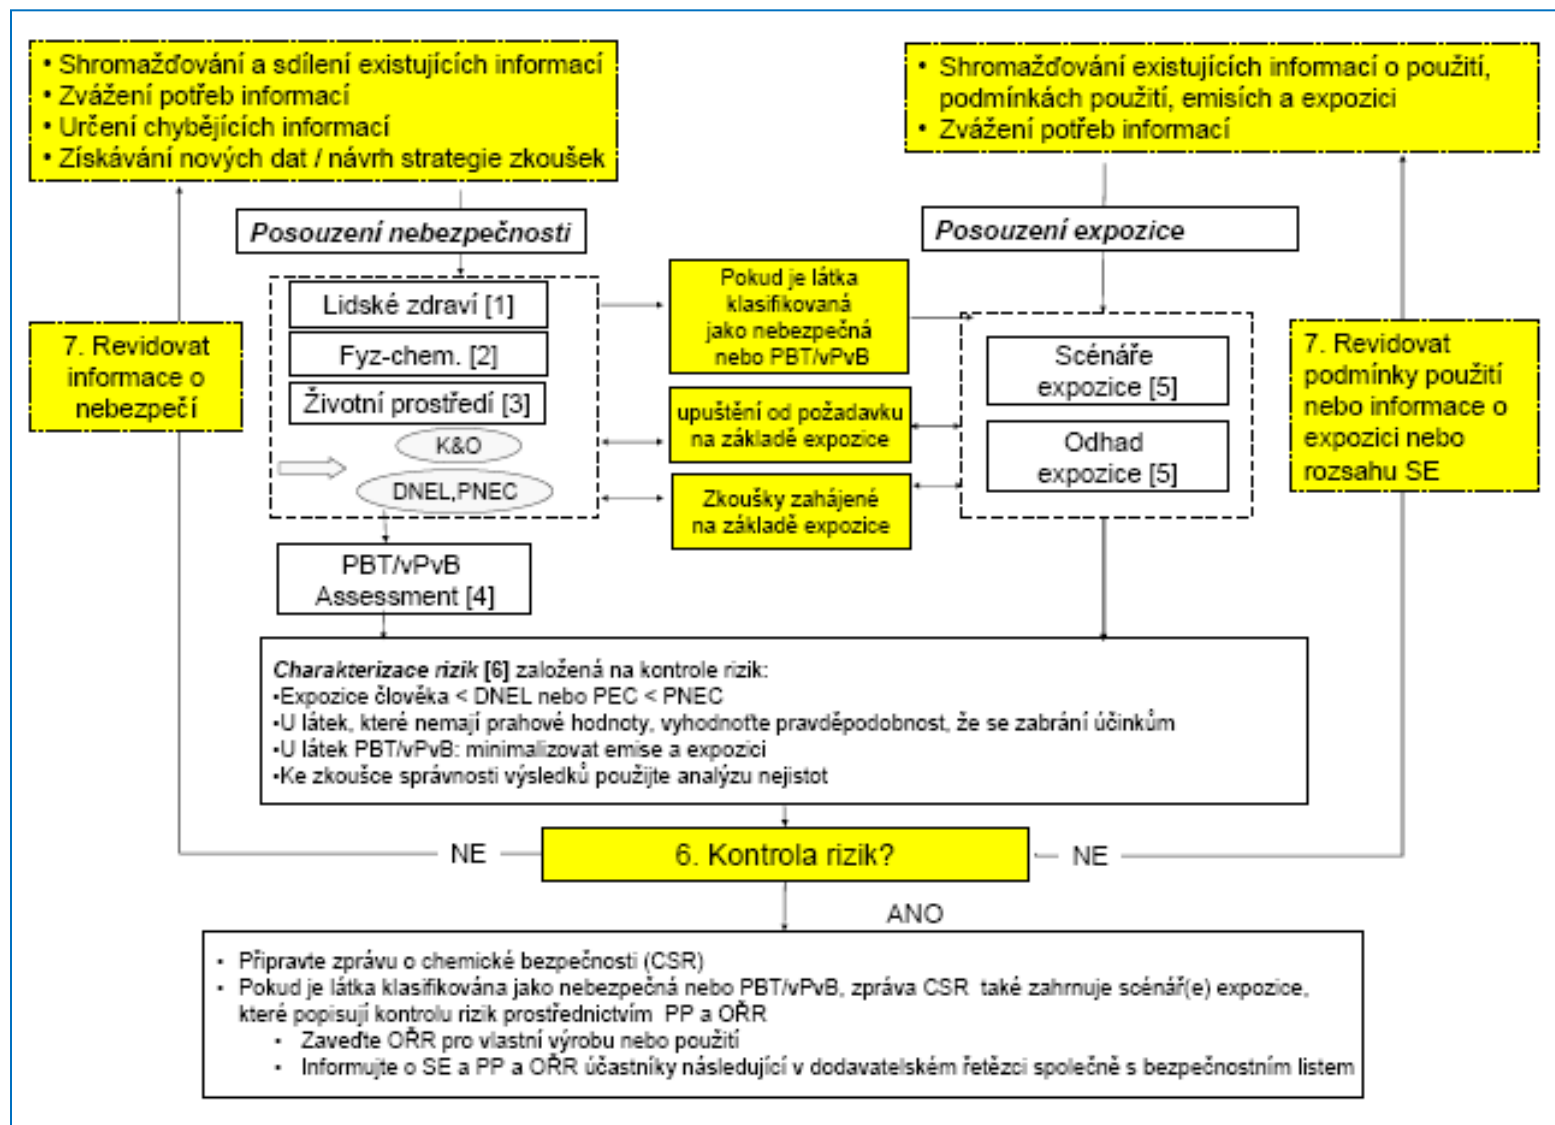 • Shromažďování a sdílení existujících informací
• Zvážení potřeb informací
• Určení chybějících informací
• Získávání nových dat / návrh strategie zkoušek
• Shromažďování existujících informací o použití,
podmínkách použití, emisích a expozici
• Zvážení potřeb informací
Posouzení nebezpečnosti
Posouzení expozice
Lidské zdraví [1]
Fyz-chem. [2]
Životní prostředí [3]
K&O
DNEL,PNEC
PBT/vPvB
Assessment [4]
7. Revidovat
informace o
nebezpečí
Pokud je látka
klasifikovaná
jako nebezpečná
nebo PBT/vPvB
upuštění od požadavku
na základě expozice
Zkoušky zahájené
na základě expozice
Scénáře
expozice [5]
Odhad
expozice [5]
7. Revidovat
podmínky použití
nebo informace o
expozici nebo
rozsahu SE
Charakterizace rizik [6] založená na kontrole rizik:
•Expozice člověka < DNEL nebo PEC < PNEC
•U látek, které nemají prahové hodnoty, vyhodnoťte pravděpodobnost, že se zabrání účinkům
•U látek PBT/vPvB: minimalizovat emise a expozici
•Ke zkoušce správnosti výsledků použijte analýzu nejistot
NE
6. Kontrola rizik?
NE
ANO
• Připravte zprávu o chemické bezpečnosti (CSR)
• Pokud je látka klasifikována jako nebezpečná nebo PBT/vPvB, zpráva CSR také zahrnuje scénář(e) expozice,
které popisují kontrolu rizik prostřednictvím PP a OŘR
• Zaveďte OŘR pro vlastní výrobu nebo použití
• Informujte o SE a PP a OŘR účastníky následující v dodavatelském řetězci společně s bezpečnostním listem